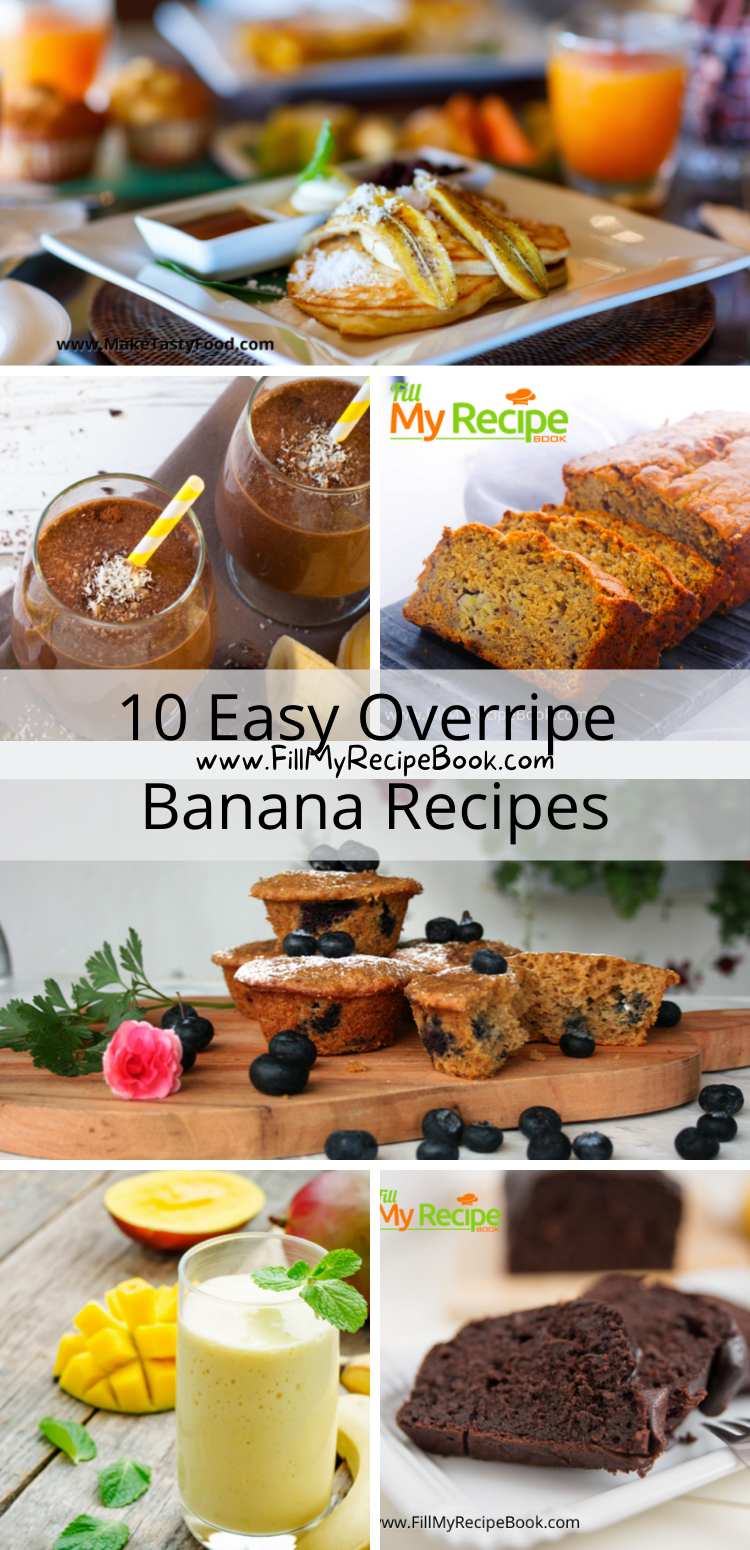 www.MakeTastyFood.com
Fill
My Recipe
BOOK
10 Easy Overripe
www.FillMyRecipeBook.com
Banana Recipes
Fill
My Recipe
BOOK
www.FillMyRecipeBook.com